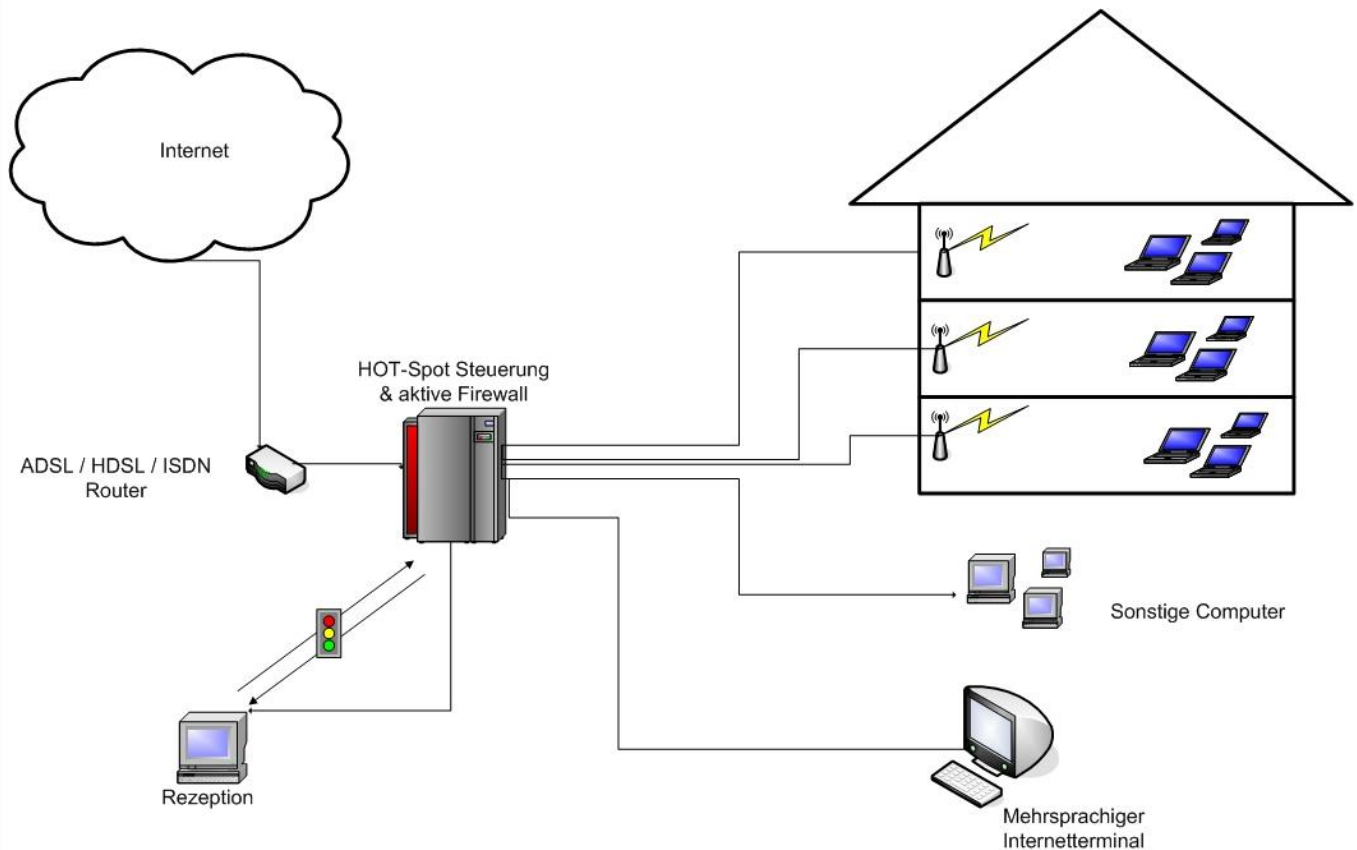 Internet
HOT-Spot Steuerung
& aktive Firewall
ADSL / HDSL / ISDN
Router
Sonstige Computer
Rezeption
Mehrsprachiger
Internetterminal